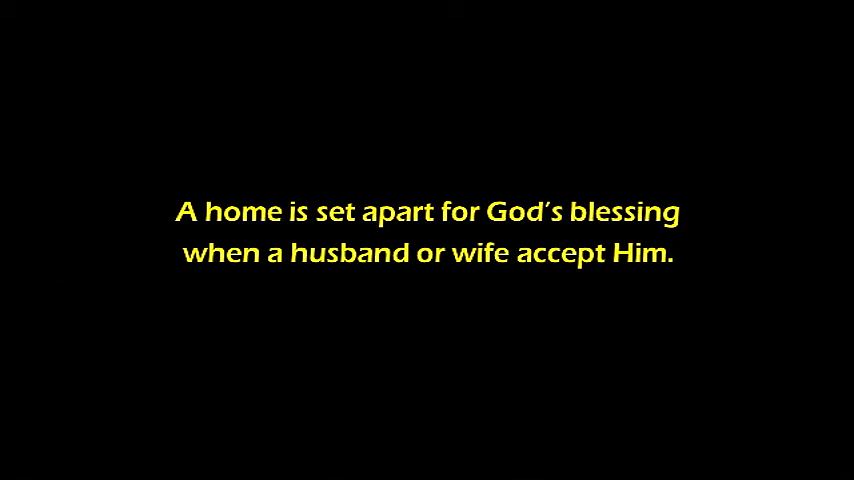 A home is set apart for God's blessing
when a husband or wife accept Him.